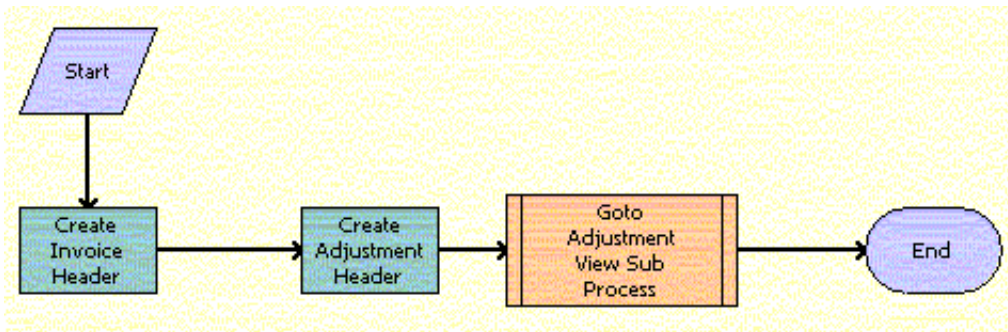 Start
Create
Invoice
Header
Create
Adjustment
Header
Goto
Adjustment
View Sub
Process
End